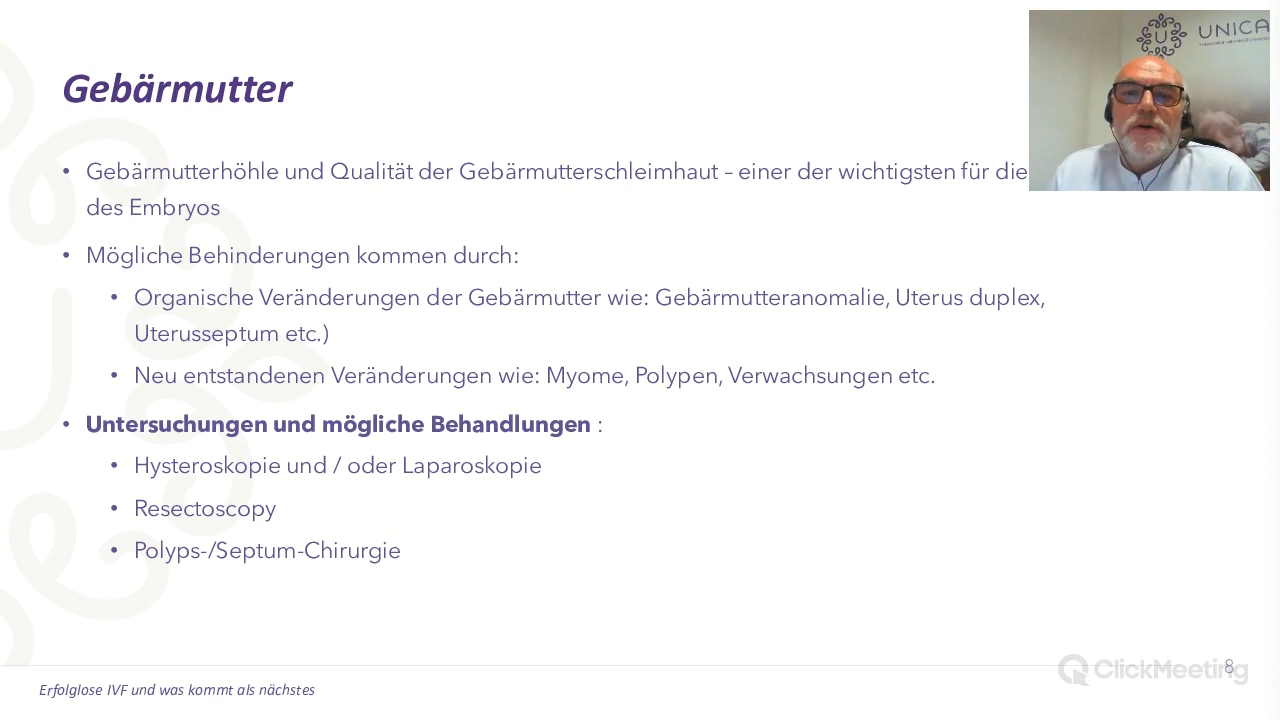 UNICA
Gebärmutter
• Gebärmutterhöhle und Qualität der Gebärmutterschleimhaut – einer der wichtigsten für die
des Embryos
• Mögliche Behinderungen kommen durch:
• Organische Veränderungen der Gebärmutter wie: Gebärmutteranomalie, Uterus duplex,
Uterusseptum etc.)
• Neu entstandenen Veränderungen wie: Myome, Polypen, Verwachsungen etc.
• Untersuchungen und mögliche Behandlungen :
• Hysteroskopie und / oder Laparoskopie
• Resectoscopy
• Polyps-/Septum-Chirurgie
ClickMeeting
8
Erfolglose IVF und was kommt als nächstes